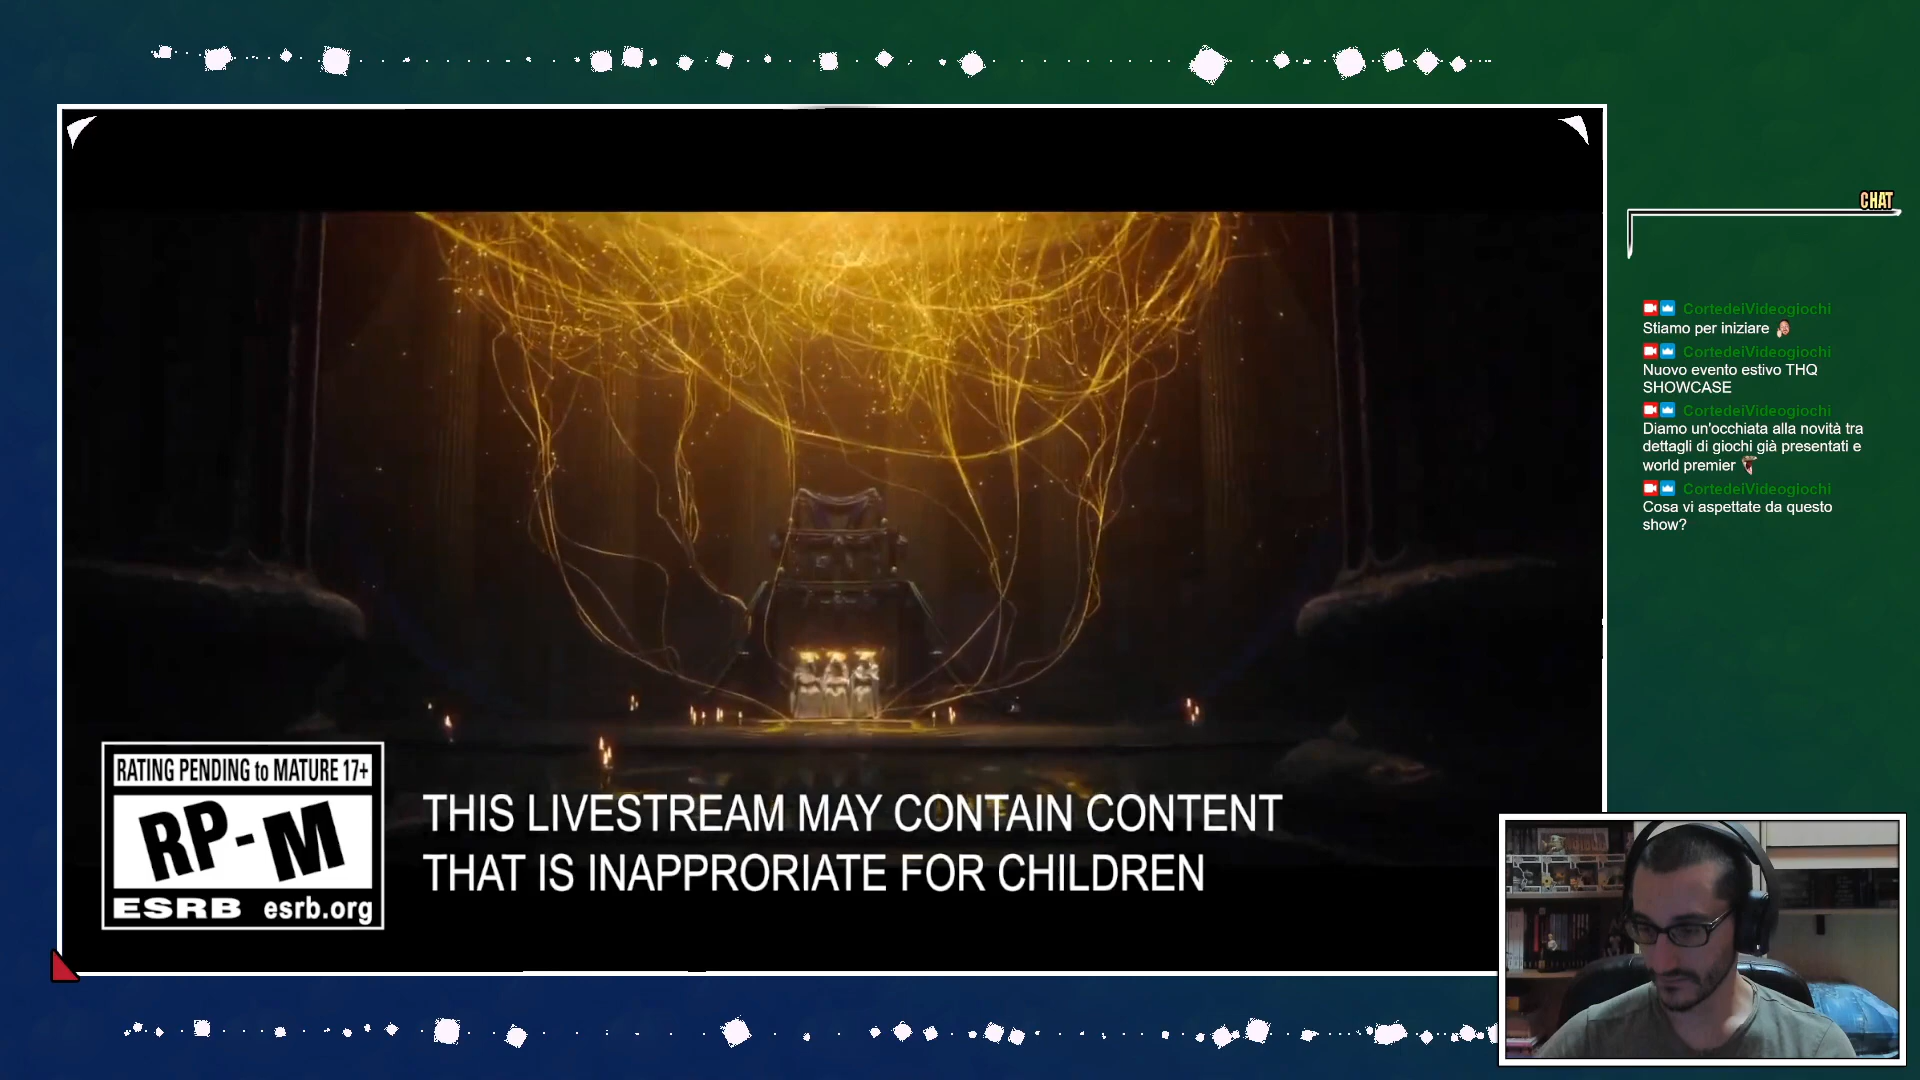 CHAT
CortedeiVideogiochi
Stiamo per iniziare
CortedeiVideogiochi
Nuovo evento estivo THQ
SHOWCASE
CortedeiVideogiochi
Diamo un'occhiata alla novità tra
dettagli di giochi già presentati e
world premier
CortedeiVideogiochi
Cosa vi aspettate da questo
show?
RATING PENDING to MATURE 17+
RP-M
ESRB esrb.org
THIS LIVESTREAM MAY CONTAIN CONTENT
THAT IS INAPPRORIATE FOR CHILDREN